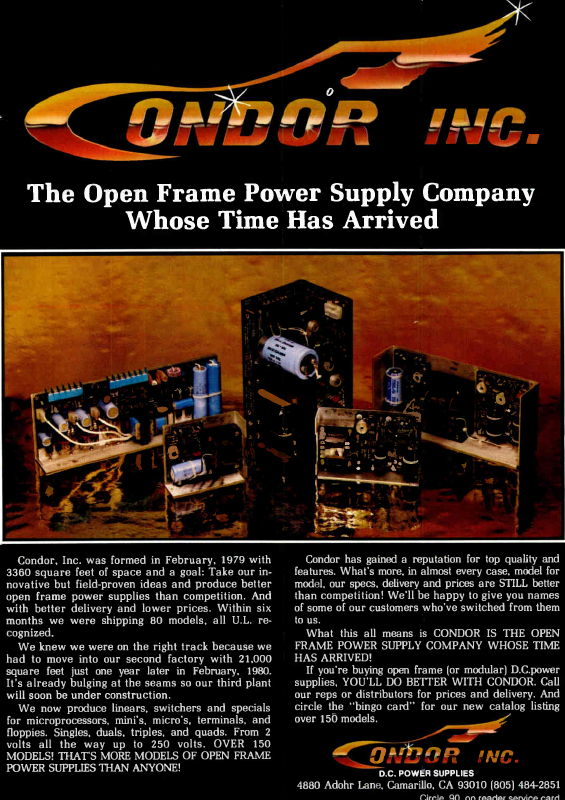 CONDOR INC.
The Open Frame Power Supply Company
Whose Time Has Arrived
Condor, Inc. was formed in February, 1979 with
3360 square feet of space and a goal: Take our in-
novative but field-proven ideas and produce better
open frame power supplies than competition. And
with better delivery and lower prices. Within six
months we were shipping 80 models, all U.L. re-
cognized.
We knew we were on the right track because we
had to move into our second factory with 21,000
square feet just one year later in February, 1980.
It's already bulging at the seams so our third plant
will soon be under construction.
We now produce linears, switchers and specials
for microprocessors, mini's, micro's, terminals, and
floppies. Singles, duals, triples, and quads. From 2
volts all the way up to 250 volts. OVER 150
MODELS! THAT'S MORE MODELS OF OPEN FRAME
POWER SUPPLIES THAN ANYONE!
Condor has gained a reputation for top quality and
features. What's more, in almost every case, model for
model, our specs, delivery and prices are STILL better
than competition! We'll be happy to give you names
of some of our customers who've switched from them
to us.
What this all means is CONDOR IS THE OPEN
FRAME POWER SUPPLY COMPANY WHOSE TIME
HAS ARRIVED!
If you're buying open frame (or modular) D.C.power
supplies, YOU'LL DO BETTER WITH CONDOR. Call
our reps or distributors for prices and delivery. And
circle the "bingo card" for our new catalog listing
over 150 models.
CONDOR INC.
D.C. POWER SUPPLIES
4880 Adohr Lane, Camarillo, CA 93010 (805) 484-2851
Circle 90 on reader service card